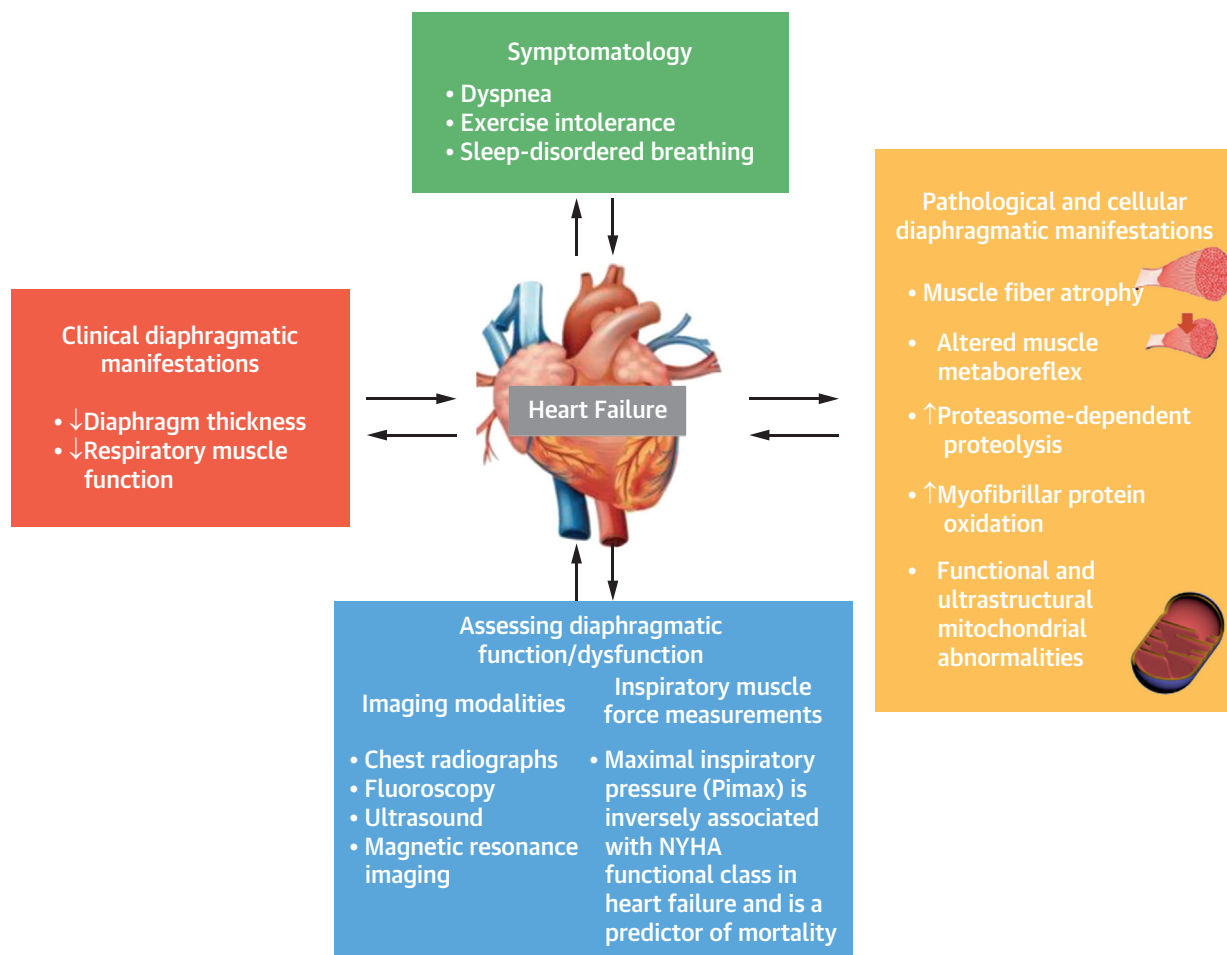 Symptomatology
• Dyspnea
• Exercise intolerance
• Sleep-disordered breathing
Clinical diaphragmatic
manifestations
• ↓Diaphragm thickness
• ↓Respiratory muscle
function
Heart Failure
Pathological and cellular
diaphragmatic manifestations
• Muscle fiber atrophy
• Altered muscle
metaboreflex
• ↑Proteasome-dependent
proteolysis
• ↑Myofibrillar protein
oxidation
• Functional and
ultrastructural
mitochondrial
abnormalities
Assessing diaphragmatic
function/dysfunction
Imaging modalities
• Chest radiographs
• Fluoroscopy
• Ultrasound
• Magnetic resonance
imaging
Inspiratory muscle
force measurements
• Maximal inspiratory
pressure (Pimax) is
inversely associated
with NYHA
functional class in
heart failure and is a
predictor of mortality